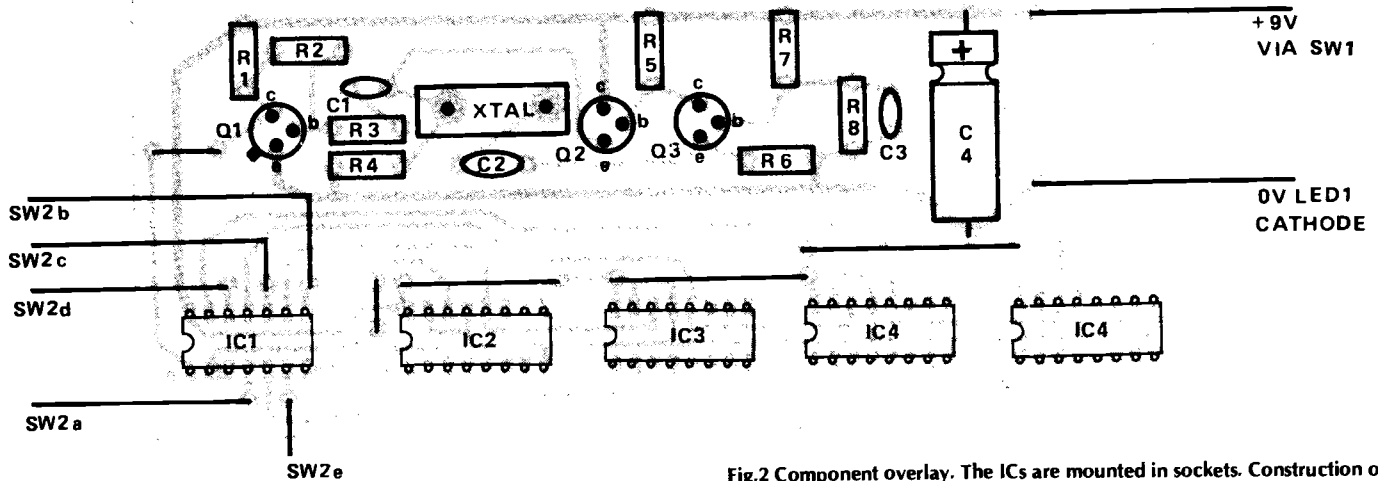 +9V
VIA SW1
R1
R2
R5
R7
+
c
C1
XTAL
c
c
R8
C4
Q1
b
R3
b
b
Q2
Q3
C3
e
R4
C2
e
e
R6
SW2b
0V LED1
CATHODE
SW2c
SW2d
IC1
IC2
IC3
IC4
IC4
SW2a
SW2e
Fig.2 Component overlay. The ICs are mounted in sockets. Construction o